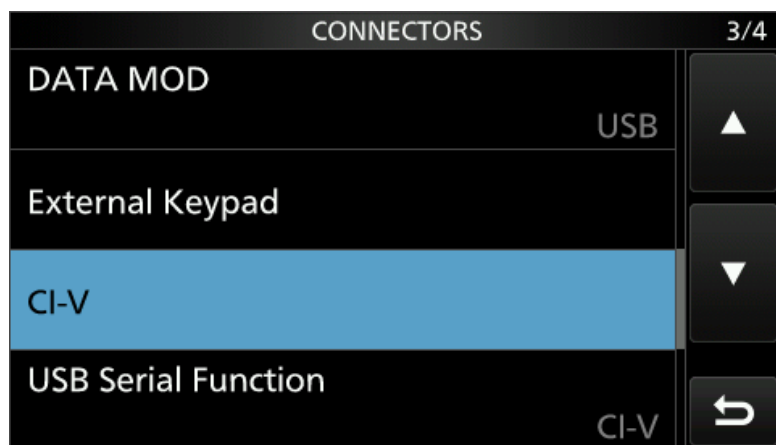 CONNECTORS 3/4
DATA MOD
USB
External Keypad
CI-V
USB Serial Function
CI-V